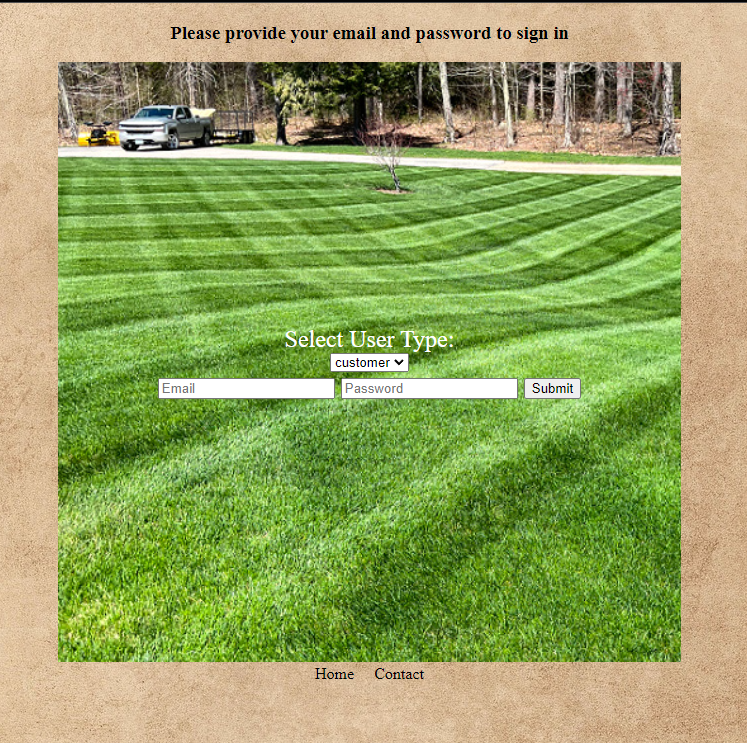 Please provide your email and password to sign in
Select User Type:
customer
Email Password Submit
Home Contact